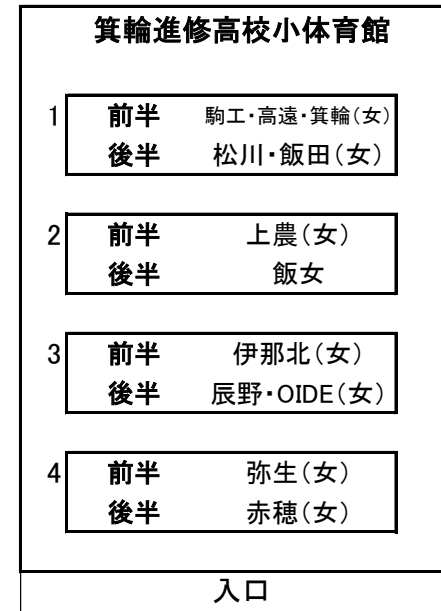 箕輪進修高校小体育館
1 前半 駒工・高遠・箕輪(女)
後半 松川・飯田(女)
2 前半 上農(女)
後半 飯女
3 前半 伊那北(女)
後半 辰野・OIDE(女)
4 前半 弥生(女)
後半 赤穂(女)
入口